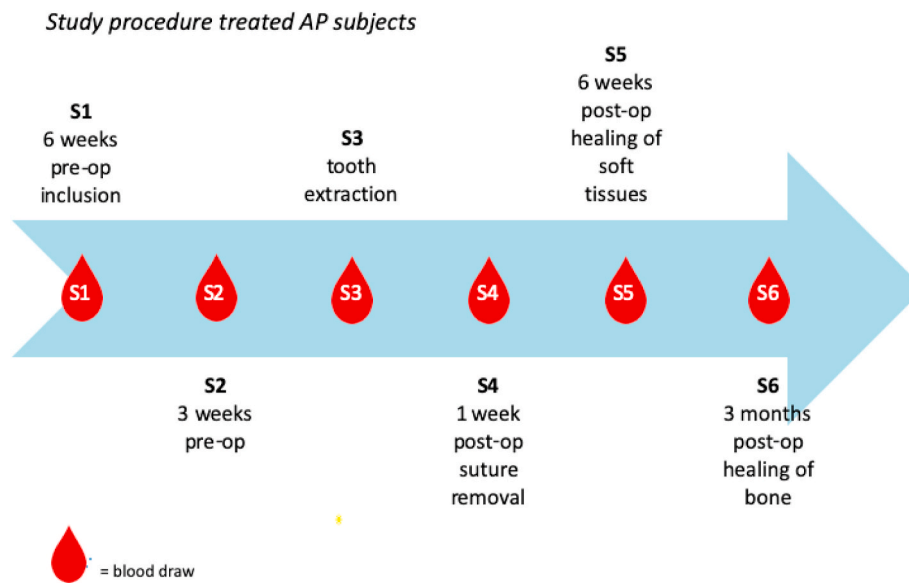 Study procedure treated AP subjects
S1
6 weeks
pre-op
inclusion
S3
tooth
extraction
S5
6 weeks
post-op
healing of
soft
tissues
S1
S2
S3
S4
S5
S6
S2
3 weeks
pre-op
S4
1 week
post-op
suture
removal
S6
3 months
post-op
healing of
bone
= blood draw